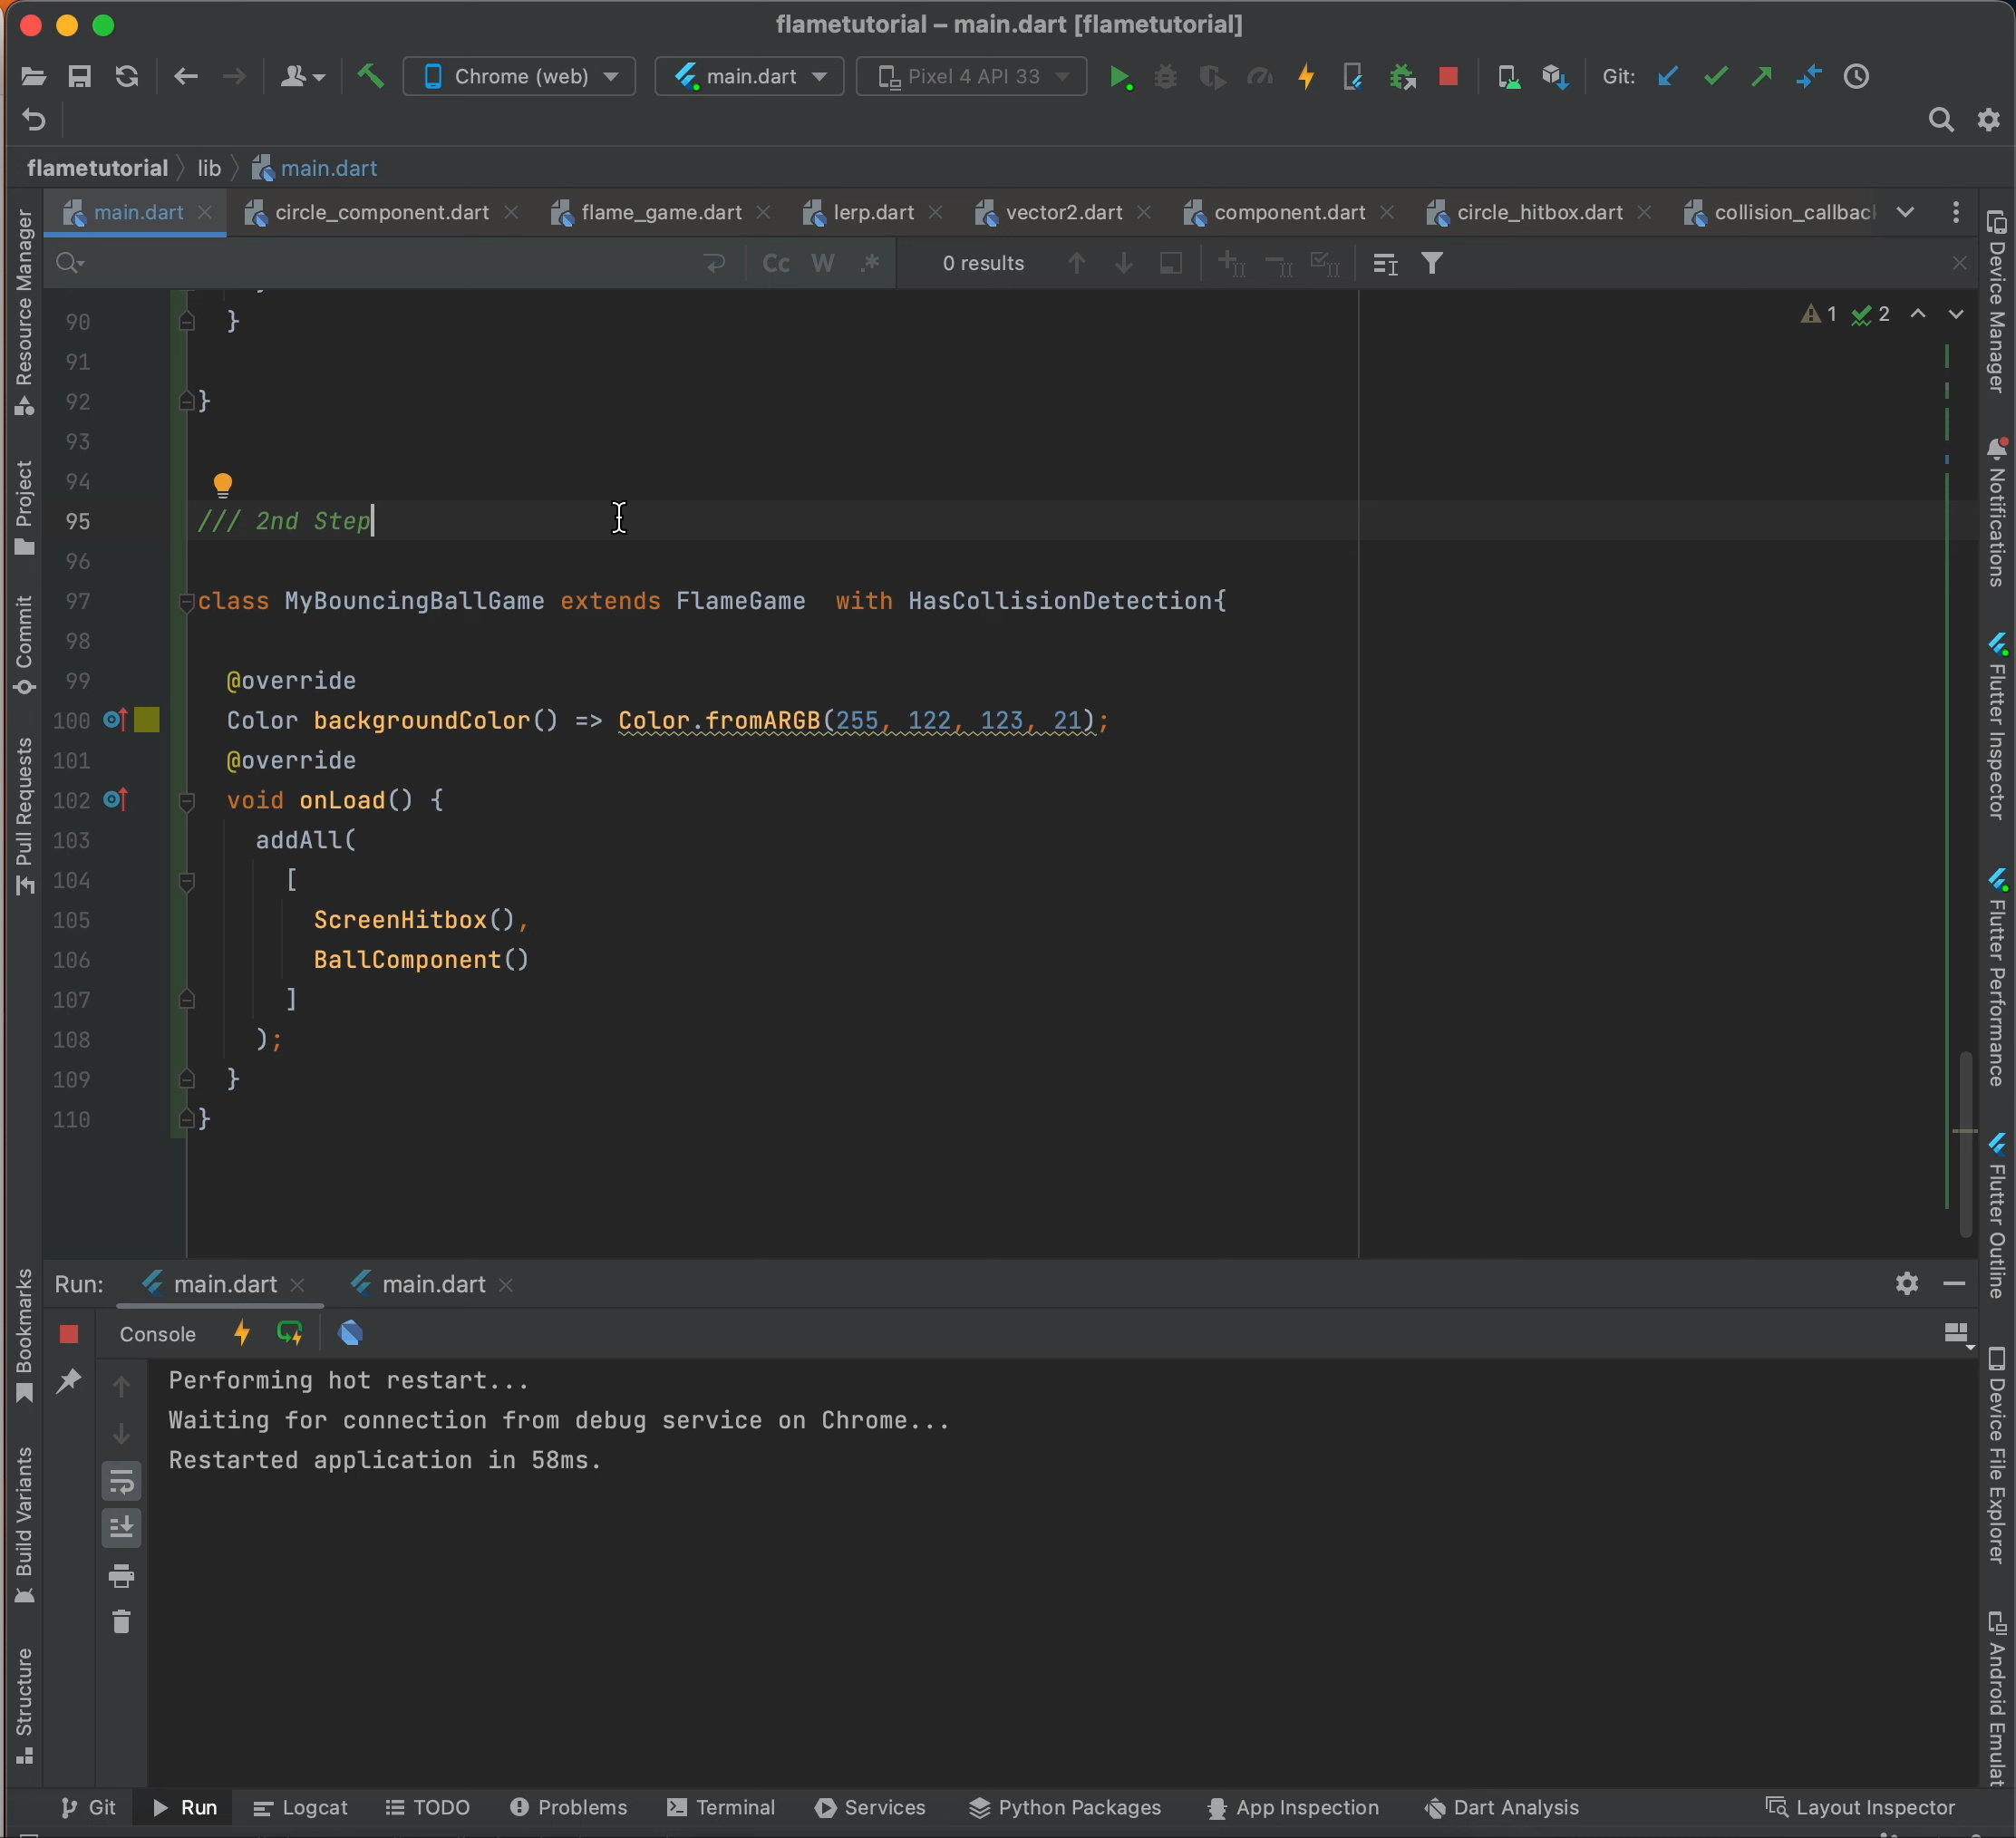 flametutorial – main.dart [flametutorial]
Chrome (web) main.dart Pixel 4 API 33 Git:
flametutorial lib main.dart
main.dart circle_component.dart flame_game.dart lerp.dart vector2.dart component.dart circle_hitbox.dart collision_callbac
Cc W .* 0 results
1 2
90 }
91
92 }
93
94
95 /// 2nd Step
96
97 class MyBouncingBallGame extends FlameGame  with HasCollisionDetection{
98
99 @override
100 Color backgroundColor() => Color.fromARGB(255, 122, 123, 21);
101 @override
102 void onLoad() {
103 addAll(
104 [
105 ScreenHitbox(),
106 BallComponent()
107 ]
108 );
109 }
110 }
Resource Manager
Project
Commit
Pull Requests
Bookmarks
Build Variants
Structure
Device Manager
Notifications
Flutter Inspector
Flutter Performance
Flutter Outline
Device File Explorer
Android Emulat
Run: main.dart main.dart
Console
Performing hot restart...
Waiting for connection from debug service on Chrome...
Restarted application in 58ms.
Git Run Logcat TODO Problems Terminal Services Python Packages App Inspection Dart Analysis Layout Inspector